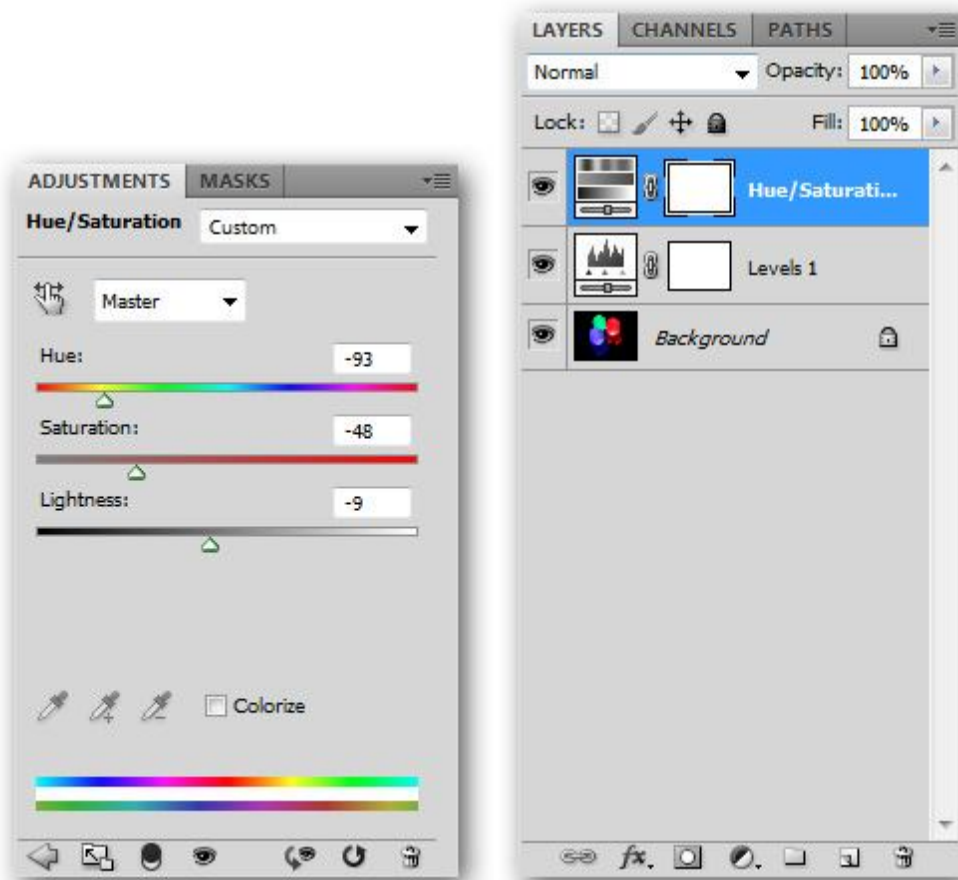 ADJUSTMENTS MASKS
Hue/Saturation Custom
Master
Hue: -93
Saturation: -48
Lightness: -9
Colorize
LAYERS CHANNELS PATHS
Normal Opacity: 100%
Lock: Fill: 100%
Hue/Saturati...
Levels 1
Background
fx.